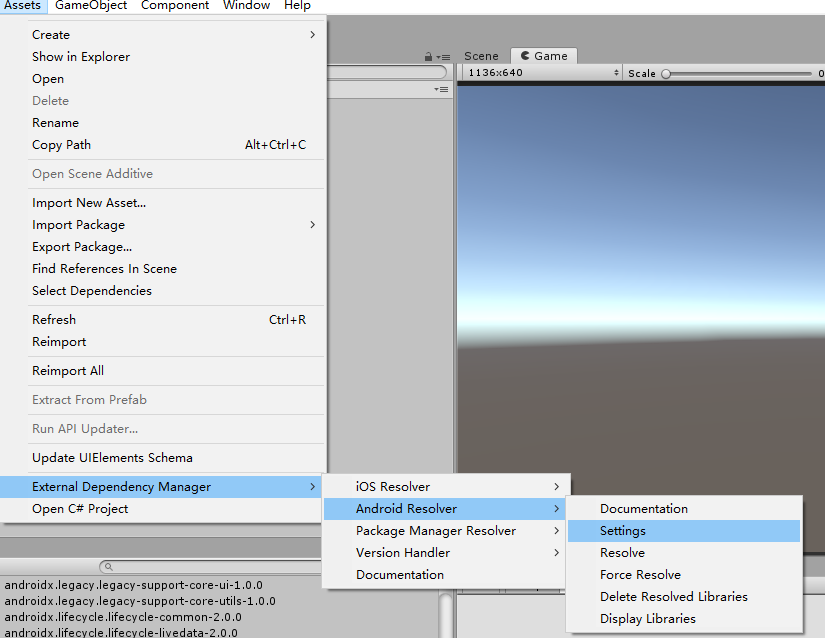 Assets GameObject Component Window Help
Create
Show in Explorer
Open
Delete
Rename
Copy Path Alt+Ctrl+C
Open Scene Additive
Import New Asset...
Import Package
Export Package...
Find References In Scene
Select Dependencies
Refresh Ctrl+R
Reimport
Reimport All
Extract From Prefab
Run API Updater...
Update UIElements Schema
External Dependency Manager
Open C# Project
Scene Game
1136x640 Scale 0
iOS Resolver
Android Resolver
Package Manager Resolver
Version Handler
Documentation
Documentation
Settings
Resolve
Force Resolve
Delete Resolved Libraries
Display Libraries
androidx.legacy.legacy-support-core-ui-1.0.0
androidx.legacy.legacy-support-core-utils-1.0.0
androidx.lifecycle.lifecycle-common-2.0.0
androidx.lifecycle.lifecycle-livedata-2.0.0